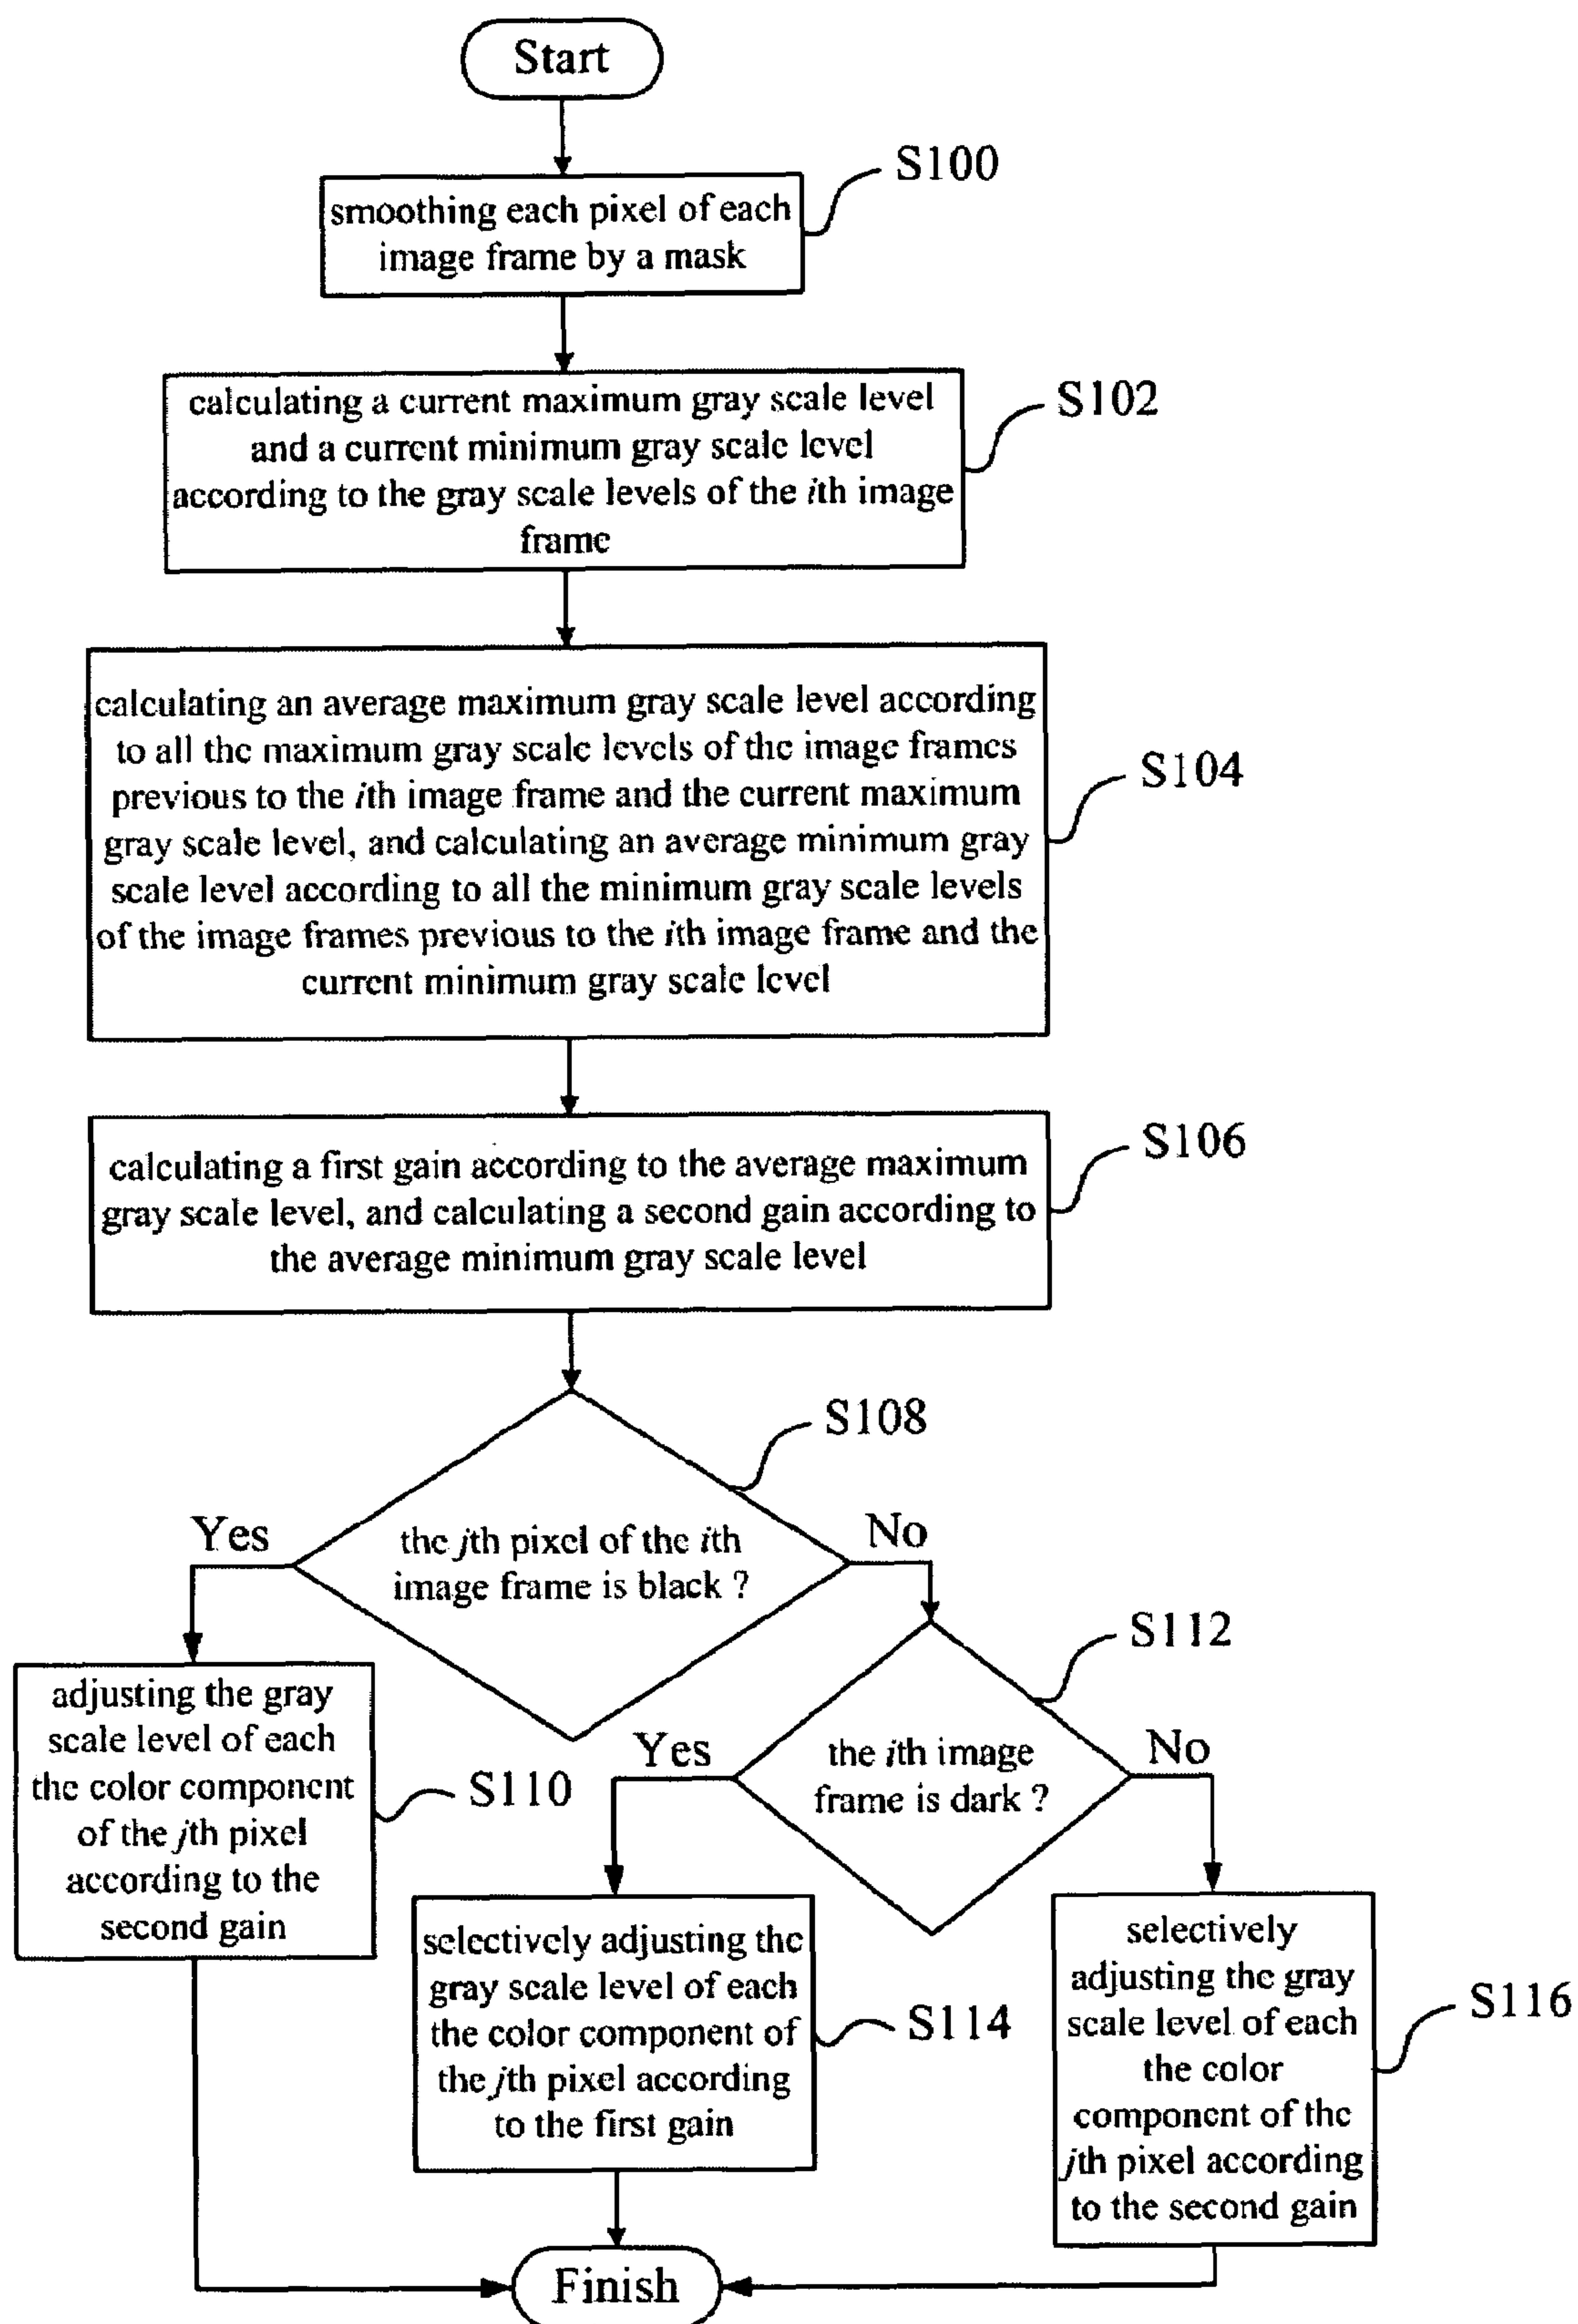 Start
S100
smoothing each pixel of each
image frame by a mask
S102
calculating a current maximum gray scale level
and a current minimum gray scale level
according to the gray scale levels of the ith image
frame
S104
calculating an average maximum gray scale level according
to all the maximum gray scale levels of the image frames
previous to the ith image frame and the current maximum
gray scale level, and calculating an average minimum gray
scale level according to all the minimum gray scale levels
of the image frames previous to the ith image frame and the
current minimum gray scale level
S106
calculating a first gain according to the average maximum
gray scale level, and calculating a second gain according to
the average minimum gray scale level
S108
Yes
No
the jth pixel of the ith
image frame is black ?
S112
Yes
No
the ith image
frame is dark ?
adjusting the gray
scale level of each
the color component
of the jth pixel
according to the
second gain
S110
selectively adjusting the
gray scale level of each
the color component of
the jth pixel according
to the first gain
S114
selectively
adjusting the gray
scale level of each
the color
component of the
jth pixel according
to the second gain
S116
Finish